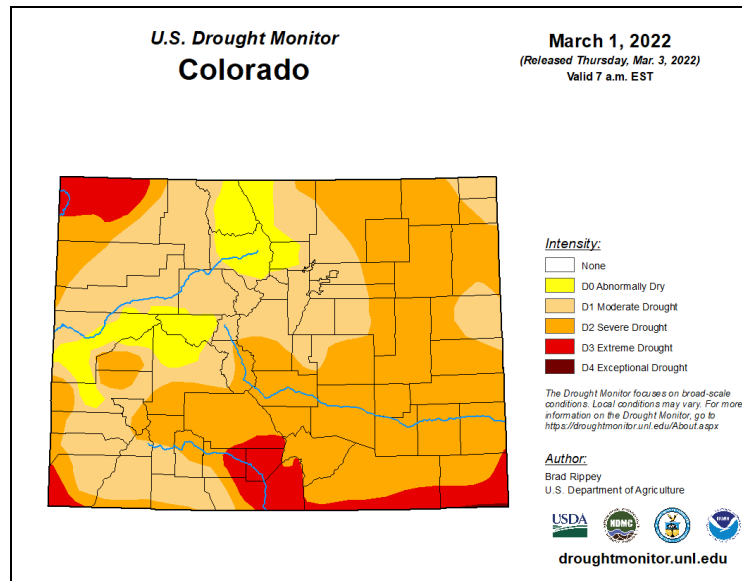 U.S. Drought Monitor
Colorado
March 1, 2022
(Released Thursday, Mar. 3, 2022)
Valid 7 a.m. EST
Intensity:
None
D0 Abnormally Dry
D1 Moderate Drought
D2 Severe Drought
D3 Extreme Drought
D4 Exceptional Drought
The Drought Monitor focuses on broad-scale
conditions. Local conditions may vary. For more
information on the Drought Monitor, go to
https://droughtmonitor.unl.edu/About.aspx
Author:
Brad Rippey
U.S. Department of Agriculture
USDA
NDMC
droughtmonitor.unl.edu